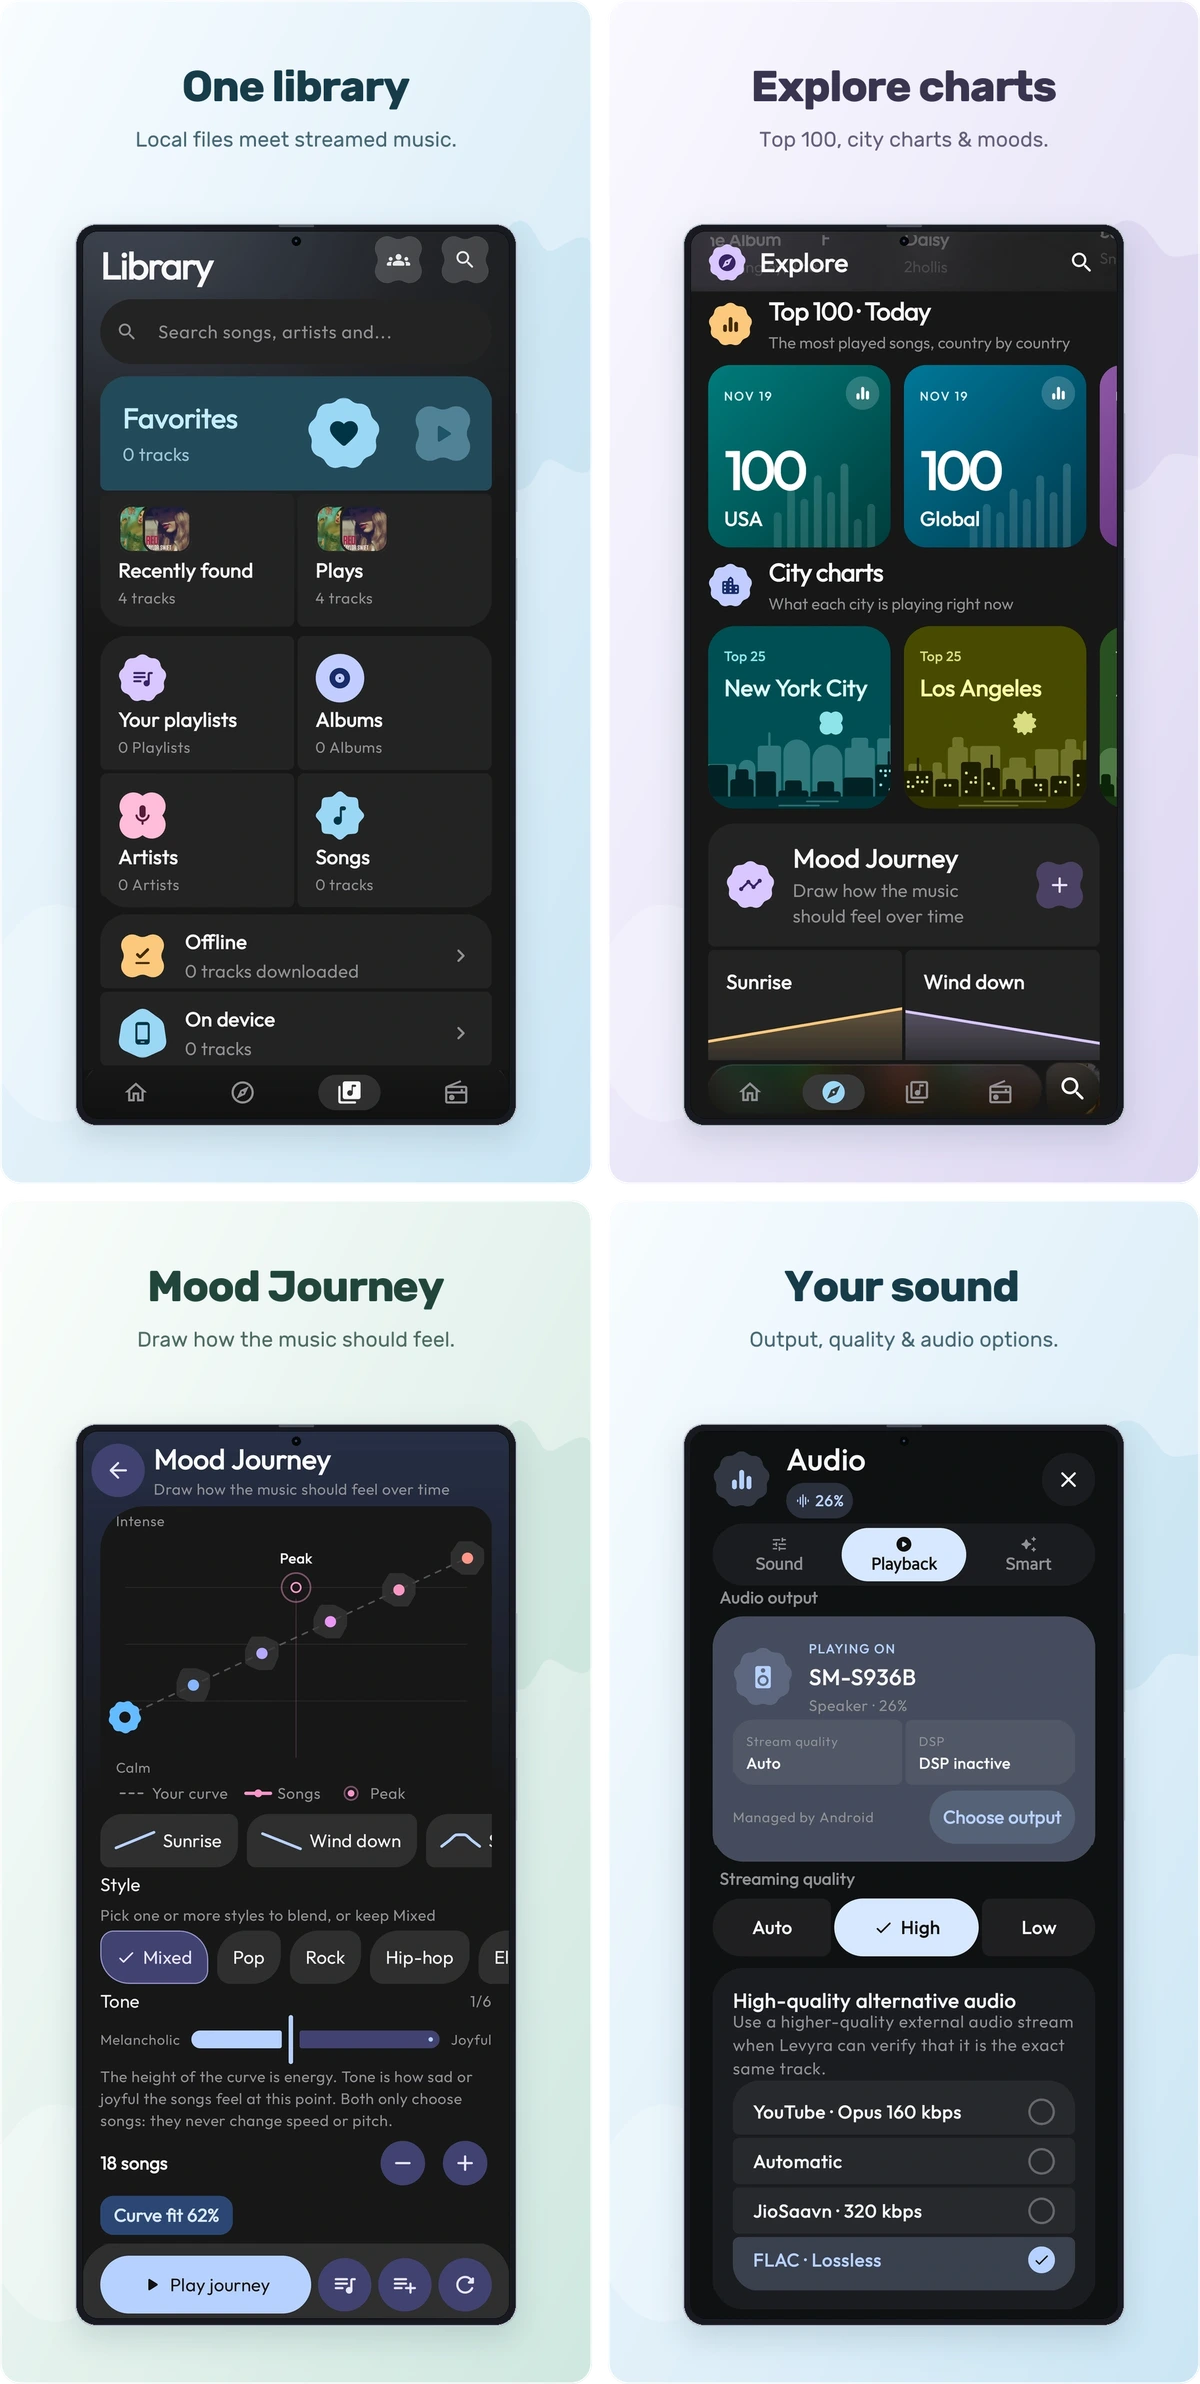 One library
Local files meet streamed music.
Library
Search songs, artists and...
Favorites
0 tracks
Recently found
4 tracks
Plays
4 tracks
Your playlists
0 Playlists
Albums
0 Albums
Artists
0 Artists
Songs
0 tracks
Offline
0 tracks downloaded
On device
0 tracks
Explore charts
Top 100, city charts & moods.
Album
Daisy
2hollis
Explore
Top 100 · Today
The most played songs, country by country
NOV 19
100
USA
NOV 19
100
Global
City charts
What each city is playing right now
Top 25
New York City
Top 25
Los Angeles
Mood Journey
Draw how the music
should feel over time
Sunrise
Wind down
Mood Journey
Draw how the music should feel.
Mood Journey
Draw how the music should feel over time
Intense
Peak
Calm
Your curve
Songs
Peak
Sunrise
Wind down
Style
Pick one or more styles to blend, or keep Mixed
Mixed
Pop
Rock
Hip-hop
El
Tone
1/6
Melancholic
Joyful
The height of the curve is energy. Tone is how sad or
joyful the songs feel at this point. Both only choose
songs: they never change speed or pitch.
18 songs
Curve fit 62%
Play journey
Your sound
Output, quality & audio options.
Audio
26%
Sound
Playback
Smart
Audio output
PLAYING ON
SM-S936B
Speaker · 26%
Stream quality
Auto
DSP
DSP inactive
Managed by Android
Choose output
Streaming quality
Auto
High
Low
High-quality alternative audio
Use a higher-quality external audio stream
when Levyra can verify that it is the exact
same track.
YouTube · Opus 160 kbps
Automatic
JioSaavn · 320 kbps
FLAC · Lossless